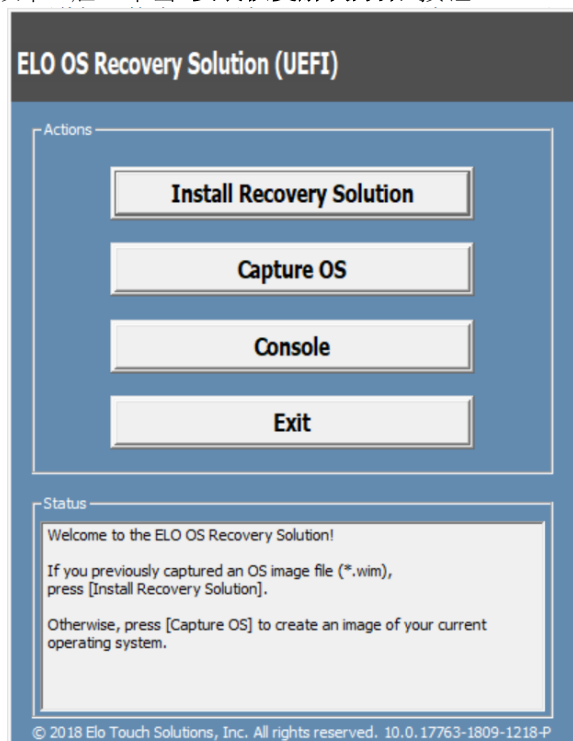 ELO OS Recovery Solution (UEFI)
Actions
Install Recovery Solution
Capture OS
Console
Exit
Status
Welcome to the ELO OS Recovery Solution!
If you previously captured an OS image file (*.wim),
press [Install Recovery Solution].
Otherwise, press [Capture OS] to create an image of your current
operating system.
© 2018 Elo Touch Solutions, Inc. All rights reserved. 10.0.17763-1809-1218-P